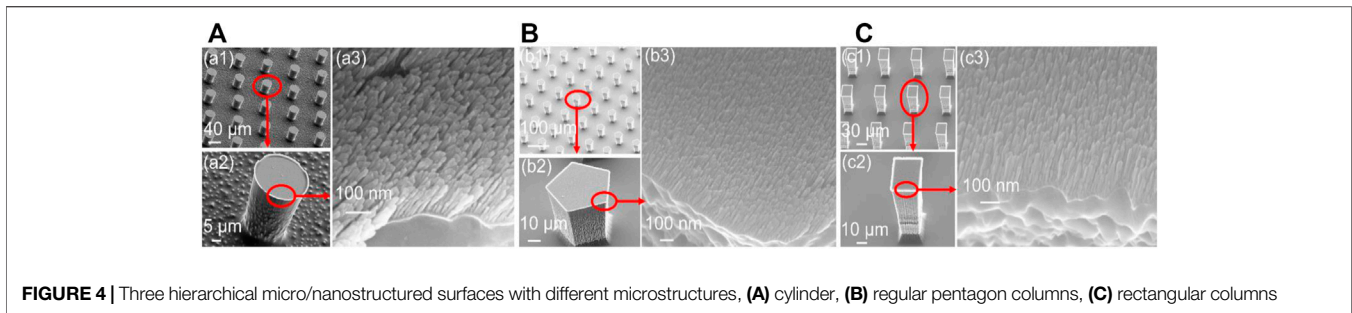 A
(a1)
40 µm
(a2)
5 µm
(a3)
100 nm
B
(b1)
100 µm
(b2)
10 µm
(b3)
100 nm
C
(c1)
30 µm
(c2)
10 µm
(c3)
100 nm
FIGURE 4 | Three hierarchical micro/nanostructured surfaces with different microstructures, (A) cylinder, (B) regular pentagon columns, (C) rectangular columns